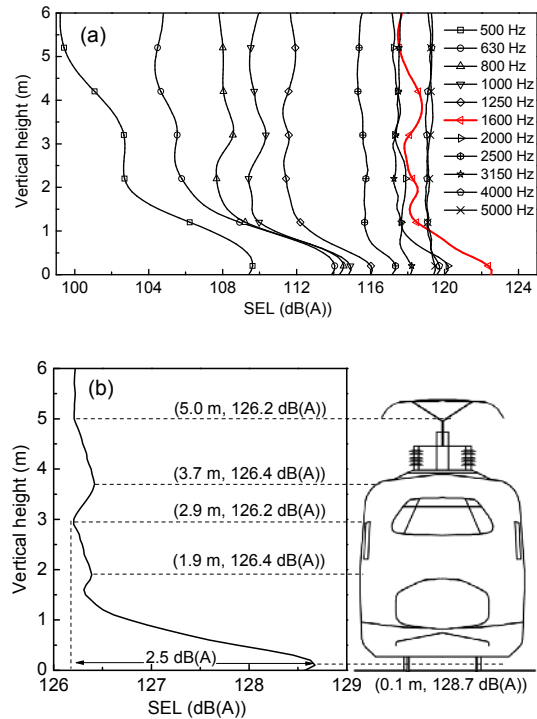 (a)
6
5
4
3
2
1
0
Vertical height (m)
100
104
108
112
116
120
124
SEL (dB(A))
500 Hz
630 Hz
800 Hz
1000 Hz
1250 Hz
1600 Hz
2000 Hz
2500 Hz
3150 Hz
4000 Hz
5000 Hz
(b)
6
5
4
3
2
1
0
Vertical height (m)
(5.0 m, 126.2 dB(A))
(3.7 m, 126.4 dB(A))
(2.9 m, 126.2 dB(A))
(1.9 m, 126.4 dB(A))
2.5 dB(A)
(0.1 m, 128.7 dB(A))
126
127
128
129
SEL (dB(A))